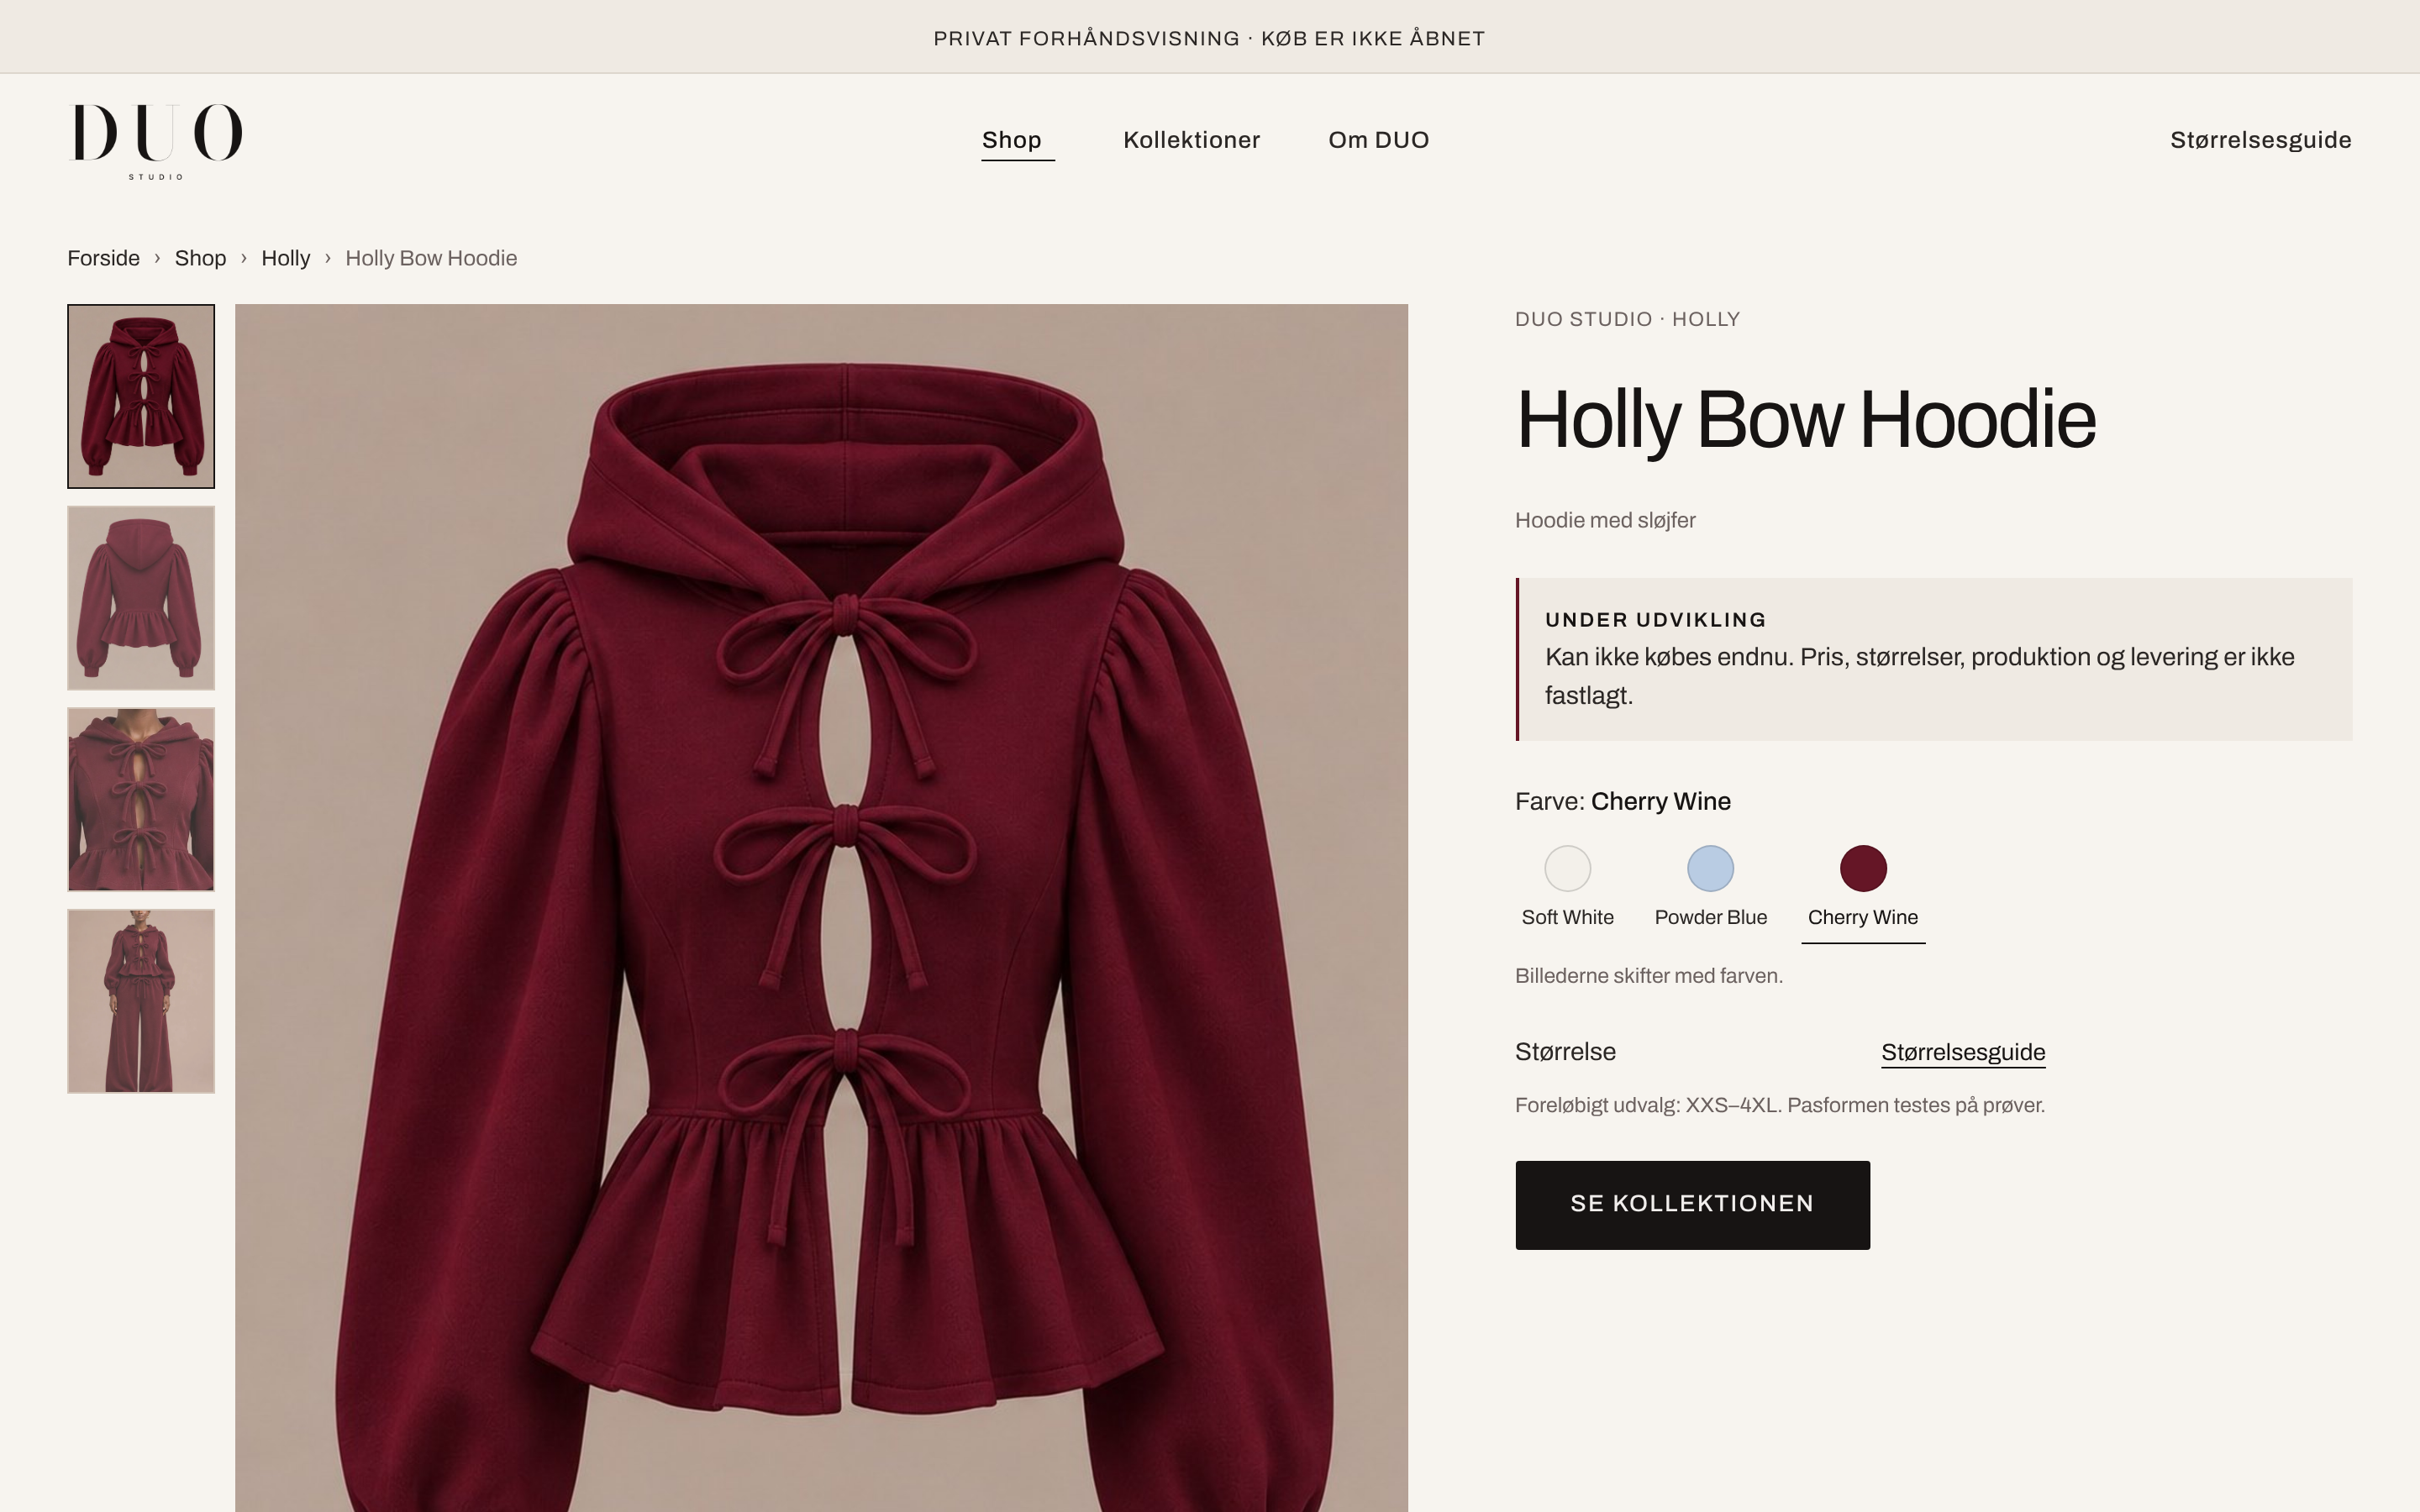 PRIVAT FORHÅNDSVISNING · KØB ER IKKE ÅBNET
DUO
STUDIO
Shop
Kollektioner
Om DUO
Størrelsesguide
Forside › Shop › Holly › Holly Bow Hoodie
DUO STUDIO · HOLLY
Holly Bow Hoodie
Hoodie med sløjfer
UNDER UDVIKLING
Kan ikke købes endnu. Pris, størrelser, produktion og levering er ikke
fastlagt.
Farve: Cherry Wine
Soft White
Powder Blue
Cherry Wine
Billederne skifter med farven.
Størrelse
Størrelsesguide
Foreløbigt udvalg: XXS–4XL. Pasformen testes på prøver.
SE KOLLEKTIONEN